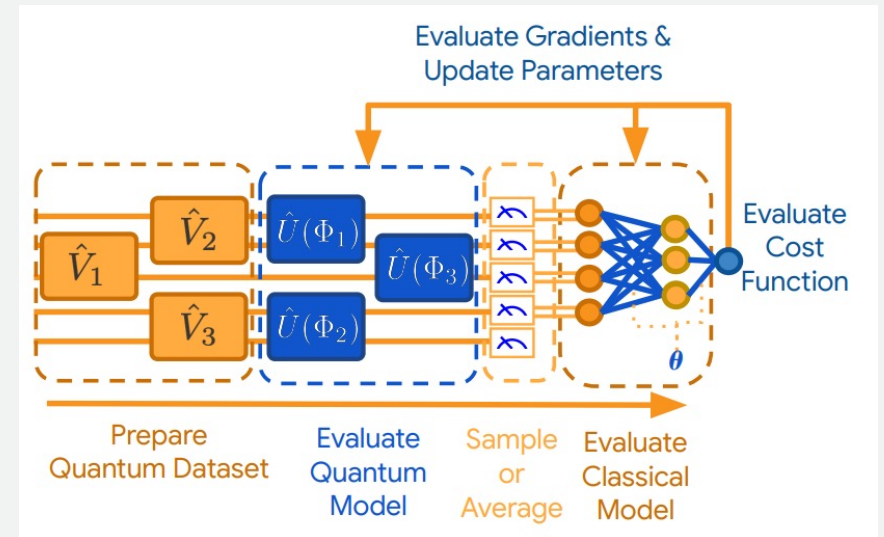 Evaluate Gradients &
Update Parameters
V̂₁
V̂₂
V̂₃
Û(Φ₁)
Û(Φ₂)
Û(Φ₃)
θ
Evaluate
Cost
Function
Prepare
Quantum Dataset
Evaluate
Quantum
Model
Sample
or
Average
Evaluate
Classical
Model